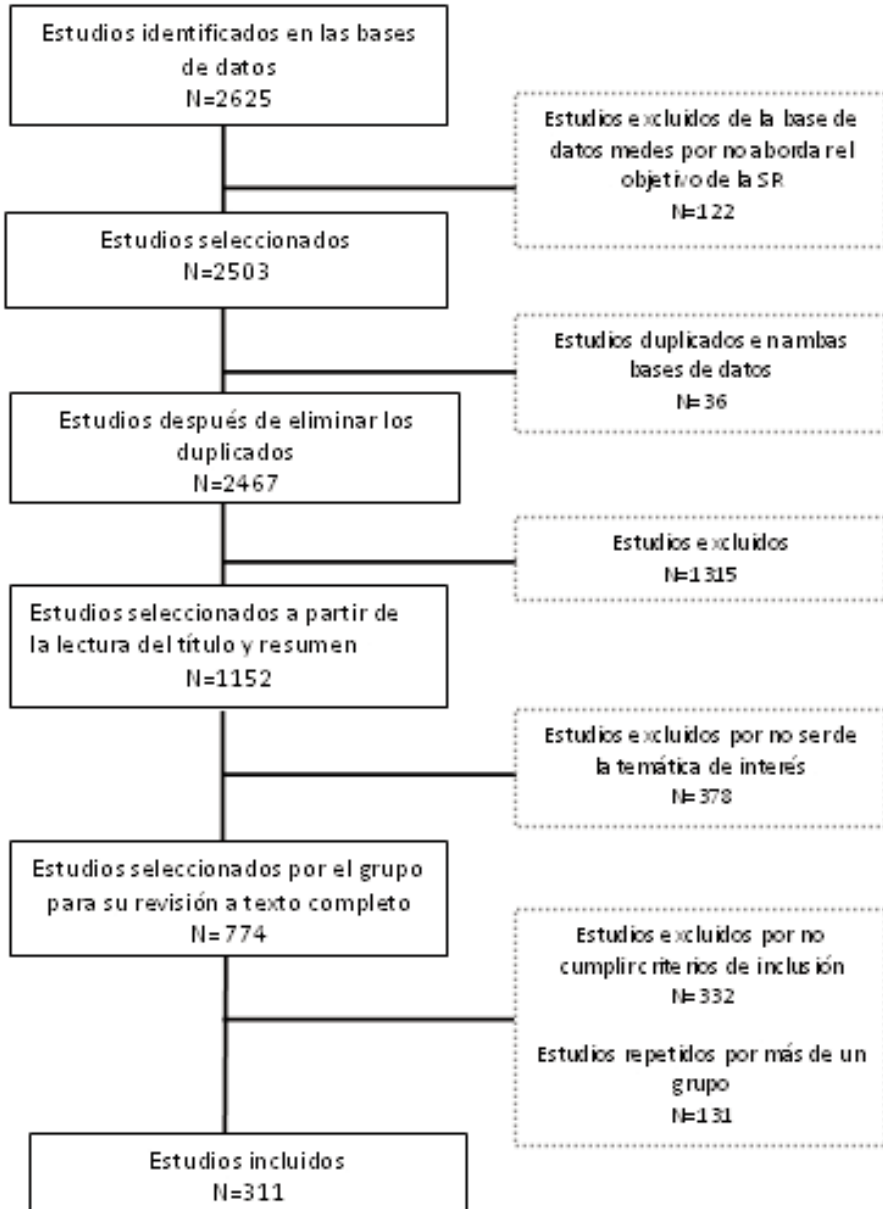 Estudios identificados en las bases
de datos
N=2625
Estudios excluidos de la base de
datos medes por no aborda rel
objetivo de la SR
N=122
Estudios seleccionados
N=2503
Estudios duplicados en ambas
bases de datos
N=36
Estudios después de eliminar los
duplicados
N=2467
Estudios excluidos
N=1315
Estudios seleccionados a partir de
la lectura del título y resumen
N=1152
Estudios excluidos por no ser de
la temática de interés
N=378
Estudios seleccionados por el grupo
para su revisión a texto completo
N=774
Estudios excluidos por no
cumplir criterios de inclusión
N=332
Estudios repetidos por más de un
grupo
N=131
Estudios incluidos
N=311